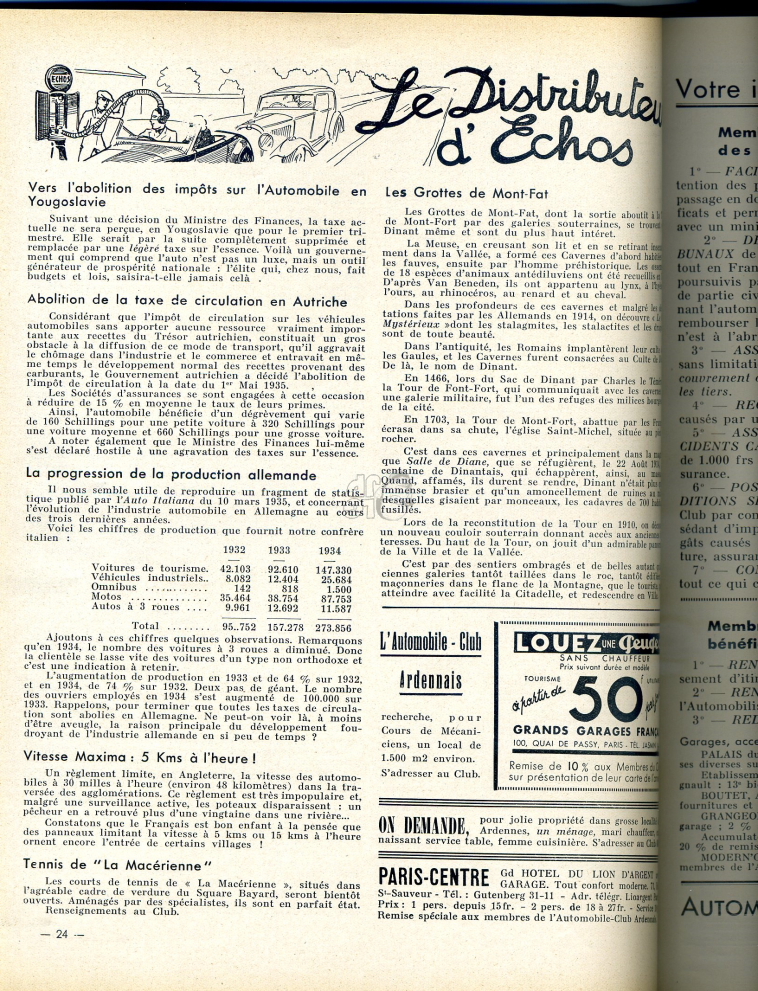 ECHOS
Le Distributeu
d'Echos
Vers l'abolition des impôts sur l'Automobile en
Yougoslavie
Suivant une décision du Ministre des Finances, la taxe ac-
tuelle ne sera perçue, en Yougoslavie que pour le premier tri-
mestre. Elle serait par la suite complètement supprimée et
remplacée par une légère taxe sur l'essence. Voilà un gouverne-
ment qui comprend que l'auto n'est pas un luxe, mais un outil
générateur de prospérité nationale : l'élite qui, chez nous, fait
budgets et lois, saisira-t-elle jamais celà .
Abolition de la taxe de circulation en Autriche
Considérant que l'impôt de circulation sur les véhicules
automobiles sans apporter aucune ressource vraiment impor-
tante aux recettes du Trésor autrichien, constituait un gros
obstacle à la diffusion de ce mode de transport, qu'il aggravait
le chômage dans l'industrie et le commerce et entravait en mê-
me temps le développement normal des recettes provenant des
carburants, le Gouvernement autrichien a décidé l'abolition de
l'impôt de circulation à la date du 1er Mai 1935.
Les Sociétés d'assurances se sont engagées à cette occasion
à réduire de 15 % en moyenne le taux de leurs primes.
Ainsi, l'automobile bénéficie d'un dégrèvement qui varie
de 160 Schillings pour une petite voiture à 320 Schillings pour
une voiture moyenne et 660 Schillings pour une grosse voiture.
A noter également que le Ministre des Finances lui-même
s'est déclaré hostile à une agravation des taxes sur l'essence.
La progression de la production allemande
Il nous semble utile de reproduire un fragment de statis-
tique publié par l'Auto Italiana du 10 mars 1935, et concernant
l'évolution de l'industrie automobile en Allemagne au cours
des trois dernières années.
Voici les chiffres de production que fournit notre confrère
italien :
1932 1933 1934
Voitures de tourisme. 42.103 92.610 147.330
Véhicules industriels.. 8.082 12.404 25.684
Omnibus ........... 142 818 1.500
Motos .............. 35.464 38.754 87.753
Autos à 3 roues .... 9.961 12.692 11.587
Total ........ 95..752 157.278 273.856
Ajoutons à ces chiffres quelques observations. Remarquons
qu'en 1934, le nombre des voitures à 3 roues a diminué. Donc
la clientèle se lasse vite des voitures d'un type non orthodoxe et
c'est une indication à retenir.
L'augmentation de production en 1933 et de 64 % sur 1932,
et en 1934, de 74 % sur 1932. Deux pas de géant. Le nombre
des ouvriers employés en 1934 s'est augmenté de 100.000 sur
1933. Rappelons, pour terminer que toutes les taxes de circula-
tion sont abolies en Allemagne. Ne peut-on voir là, à moins
d'être aveugle, la raison principale du développement fou-
droyant de l'industrie allemande en si peu de temps ?
Vitesse Maxima : 5 Kms à l'heure !
Un règlement limite, en Angleterre, la vitesse des automo-
biles à 30 milles à l'heure (environ 48 kilomètres) dans la tra-
versée des agglomérations. Ce règlement est très impopulaire et,
malgré une surveillance active, les poteaux disparaissent : un
pêcheur en a retrouvé plus d'une vingtaine dans une rivière...
Constatons que le Français est bon enfant à la pensée que
des panneaux limitant la vitesse à 5 kms ou 15 kms à l'heure
ornent encore l'entrée de certains villages !
Tennis de "La Macérienne"
Les courts de tennis de « La Macérienne », situés dans
l'agréable cadre de verdure du Square Bayard, seront bientôt
ouverts. Aménagés par des spécialistes, ils sont en parfait état.
Renseignements au Club.
— 24 —
Les Grottes de Mont-Fat
Les Grottes de Mont-Fat, dont la sortie aboutit à
de Mont-Fort par des galeries souterraines, se trouvent
Dinant même et sont du plus haut intérêt.
La Meuse, en creusant son lit et en se retirant
ment dans la Vallée, a formé ces Cavernes d'abord
les fauves, ensuite par l'homme préhistorique. Les
de 18 espèces d'animaux antédiluviens ont été recueillis
D'après Van Beneden, ils ont appartenu au lynx, à
l'ours, au rhinocéros, au renard et au cheval.
Dans les profondeurs de ces cavernes et malgré les
tations faites par les Allemands en 1914, on découvre «
Mystérieux »dont les stalagmites, les stalactites et les
sont de toute beauté.
Dans l'antiquité, les Romains implantèrent leur
les Gaules, et les Cavernes furent consacrées au Culte de
De là, le nom de Dinant.
En 1466, lors du Sac de Dinant par Charles le
la Tour de Font-Fort, qui communiquait avec les
une galerie militaire, fut l'un des refuges des milices
de la cité.
En 1703, la Tour de Mont-Fort, abattue par les
écrasa dans sa chute, l'église Saint-Michel, située au
rocher.
C'est dans ces cavernes et principalement dans la
que Salle de Diane, que se réfugièrent, le 22 Août
centaine de Dinantais, qui échappèrent, ainsi, au
Quand, affamés, ils durent se rendre, Dinant n'était plus
mense brasier et qu'un amoncellement de ruines au
desquelles gisaient par monceaux, les cadavres de 700
fusillés.
Lors de la reconstitution de la Tour en 1910, on
un nouveau couloir souterrain donnant accès aux
teresses. Du haut de la Tour, on jouit d'un admirable
de la Ville et de la Vallée.
C'est par des sentiers ombragés et de belles autant
ciennes galeries tantôt taillées dans le roc, tantôt
maçonneries dans le flanc de la Montagne, que le
atteindre avec facilité la Citadelle, et redescendre en
L'Automobile - Club
Ardennais
recherche, pour
Cours de Mécani-
ciens, un local de
1.500 m2 environ.
S'adresser au Club.
LOUEZ UNE Peuge
SANS CHAUFFEUR
Prix suivant durée et modèle
TOURISME
à partir de 50
GRANDS GARAGES
100, QUAI DE PASSY, PARIS - TÉL.
Remise de 10 % aux Membres
sur présentation de leur carte de
ON DEMANDE, pour jolie propriété dans grosse
Ardennes, un ménage, mari chauffeur,
naissant service table, femme cuisinière. S'adresser au
PARIS-CENTRE Gd HOTEL DU LION D'ARGENT
GARAGE. Tout confort moderne.
St-Sauveur - Tél. : Gutenberg 31-11 - Adr. télégr.
Prix : 1 pers. depuis 15 fr. - 2 pers. de 18 à 27fr. -
Remise spéciale aux membres de l'Automobile-Club
Votre i
Mem
des
1° — FACI
tention des p
passage en do
ficats et perr
avec un mini
2° — DI
BUNAUX de
tout en Fran
poursuivis pa
de partie civ
nant l'autom
rembourser l
n'est à l'abr
3° — ASS
sans limitati
couvrement
les tiers.
4° — RE
causés par u
5° — ASS
CIDENTS CA
de 1.000 frs
surance.
6° — POS
DITIONS SP
Club par con
sédant d'imp
gâts causés
ture, assurar
7° — CO
tout ce qui c
Membr
bénéfi
1° — REN
sement d'iti
2° — REN
l'Automobilis
3° — REL
Garages, acce
PALAIS du
ses diverses su
Etablissem
gnault : 13° bi
BOUTET, A
fournitures et
GRANGEO
garage ; 2 %
Accumulat
20 % de remis
MODERN'O
membres de l'A
AUTOM